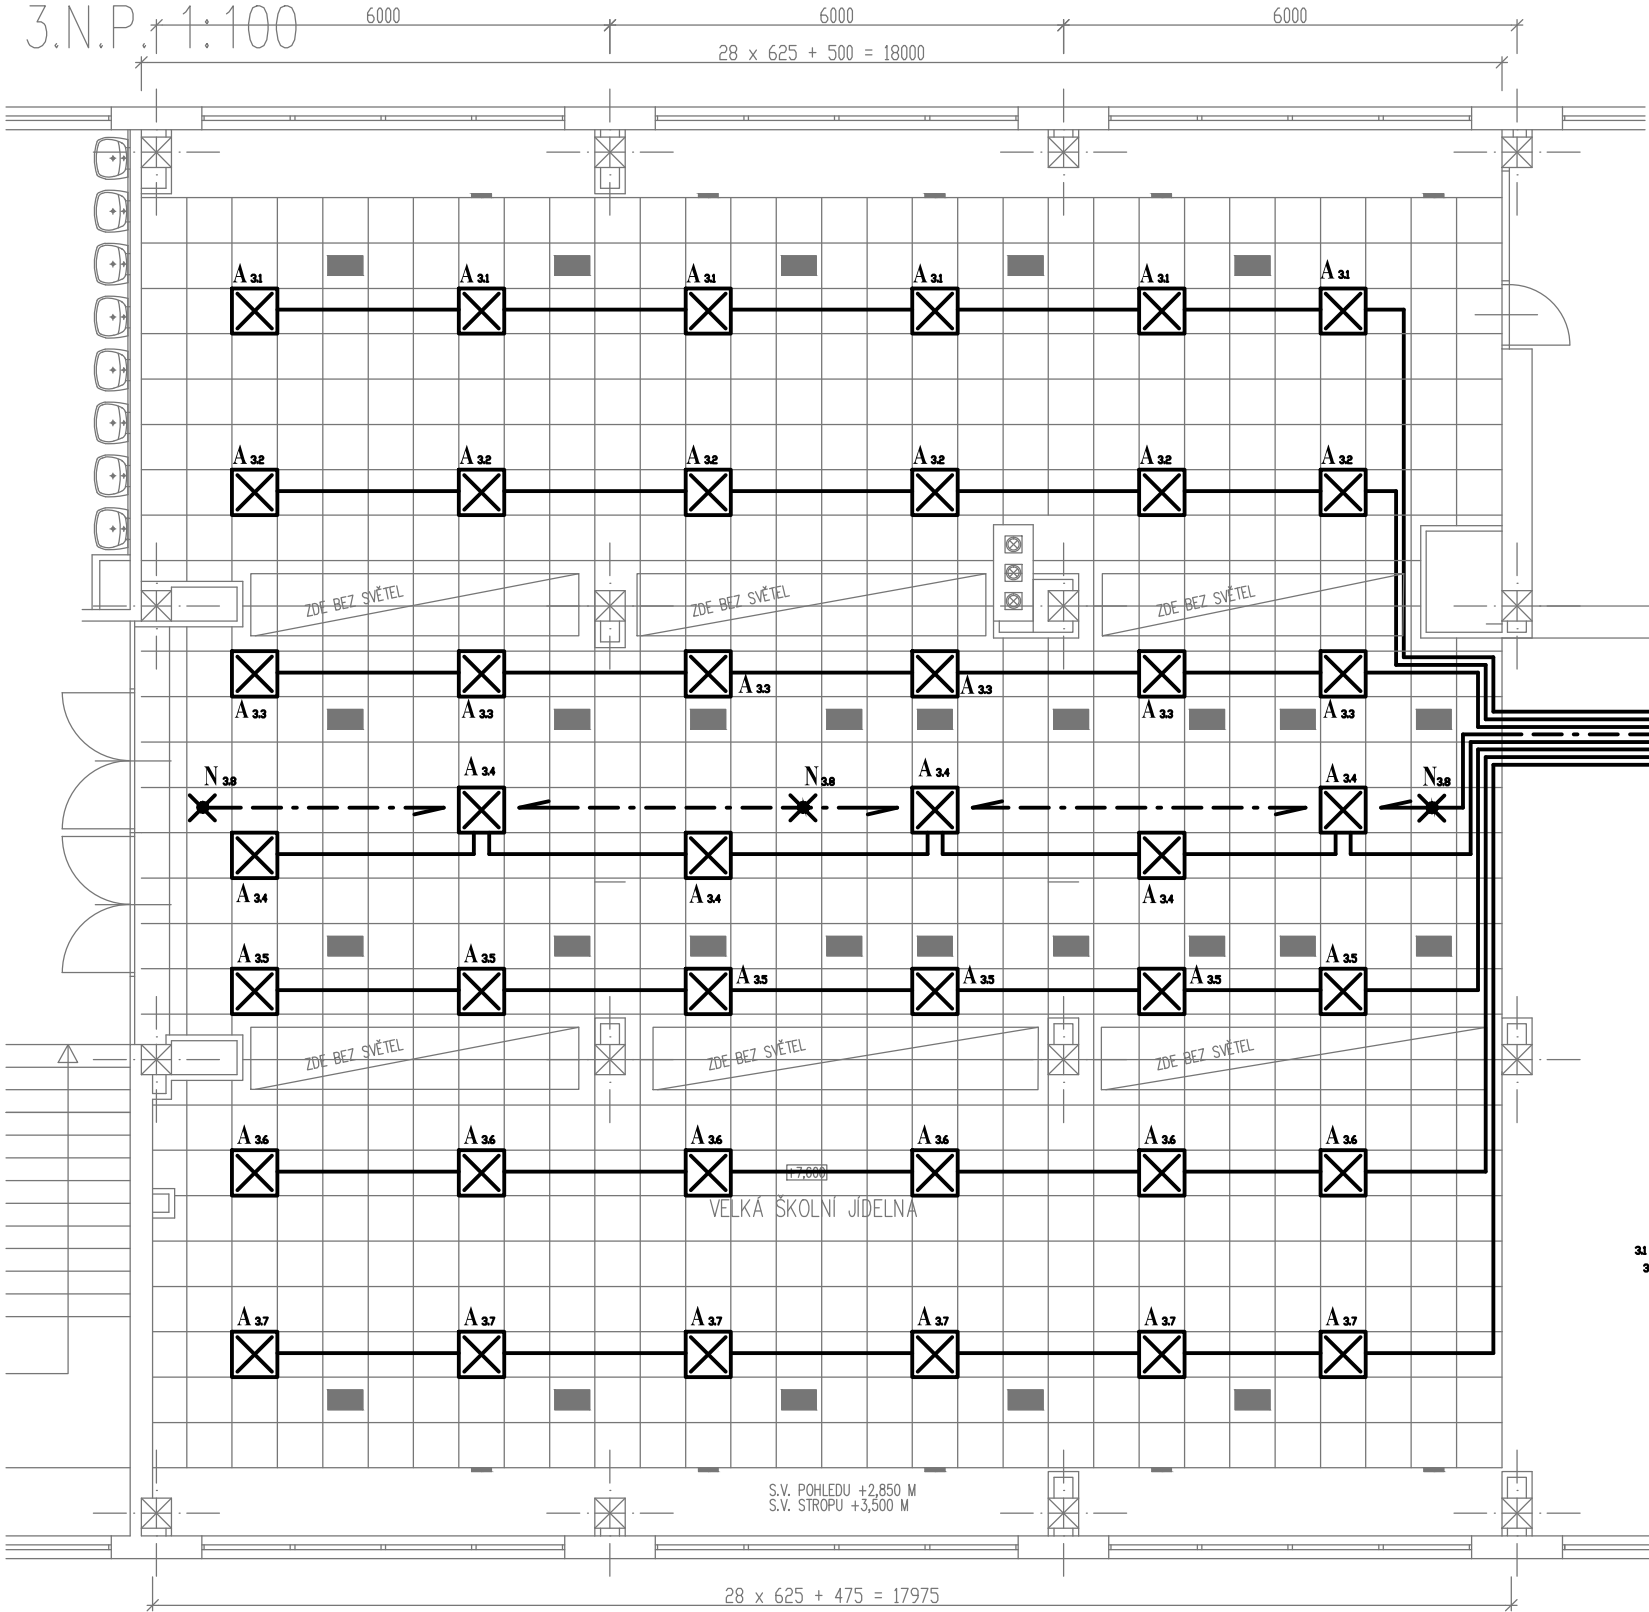 3.N.P. 1:100
6000 6000 6000
28 x 625 + 500 = 18000
A 3.1 A 3.1 A 3.1 A 3.1 A 3.1 A 3.1
A 3.2 A 3.2 A 3.2 A 3.2 A 3.2 A 3.2
ZDE BEZ SVĚTEL ZDE BEZ SVĚTEL ZDE BEZ SVĚTEL
A 3.3 A 3.3 A 3.3 A 3.3 A 3.3 A 3.3
N 3.8 A 3.4 N 3.8 A 3.4 A 3.4 N 3.8
A 3.4 A 3.4 A 3.4
A 3.5 A 3.5 A 3.5 A 3.5 A 3.5 A 3.5
ZDE BEZ SVĚTEL ZDE BEZ SVĚTEL ZDE BEZ SVĚTEL
A 3.6 A 3.6 A 3.6 A 3.6 A 3.6 A 3.6
+7,600
VELKÁ ŠKOLNÍ JÍDELNA
3.1
3
A 3.7 A 3.7 A 3.7 A 3.7 A 3.7 A 3.7
S.V. POHLEDU +2,850 M
S.V. STROPU +3,500 M
28 x 625 + 475 = 17975